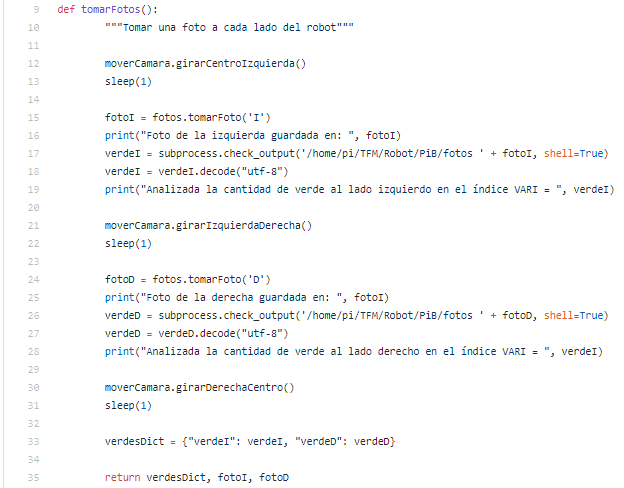 9 def tomarFotos():
10 """Tomar una foto a cada lado del robot"""
11
12 moverCamara.girarCentroIzquierda()
13 sleep(1)
14
15 fotoI = fotos.tomarFoto('I')
16 print("Foto de la izquierda guardada en: ", fotoI)
17 verdeI = subprocess.check_output('/home/pi/TFM/Robot/PiB/fotos ' + fotoI, shell=True)
18 verdeI = verdeI.decode("utf-8")
19 print("Analizada la cantidad de verde al lado izquierdo en el índice VARI = ", verdeI)
20
21 moverCamara.girarIzquierdaDerecha()
22 sleep(1)
23
24 fotoD = fotos.tomarFoto('D')
25 print("Foto de la derecha guardada en: ", fotoI)
26 verdeD = subprocess.check_output('/home/pi/TFM/Robot/PiB/fotos ' + fotoD, shell=True)
27 verdeD = verdeD.decode("utf-8")
28 print("Analizada la cantidad de verde al lado derecho en el índice VARI = ", verdeI)
29
30 moverCamara.girarDerechaCentro()
31 sleep(1)
32
33 verdesDict = {"verdeI": verdeI, "verdeD": verdeD}
34
35 return verdesDict, fotoI, fotoD